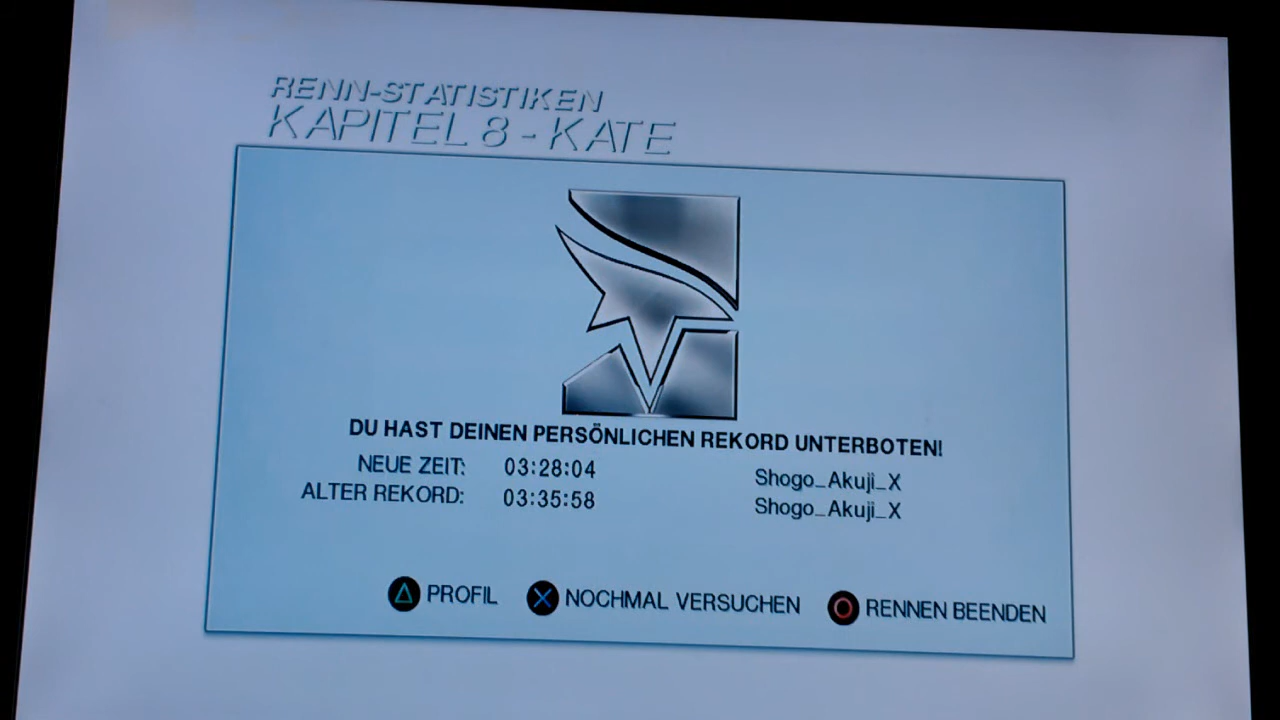 RENN-STATISTIKEN
KAPITEL 8 - KATE
DU HAST DEINEN PERSÖNLICHEN REKORD UNTERBOTEN!
NEUE ZEIT: 03:28:04 Shogo_Akuji_X
ALTER REKORD: 03:35:58 Shogo_Akuji_X
PROFIL NOCHMAL VERSUCHEN RENNEN BEENDEN